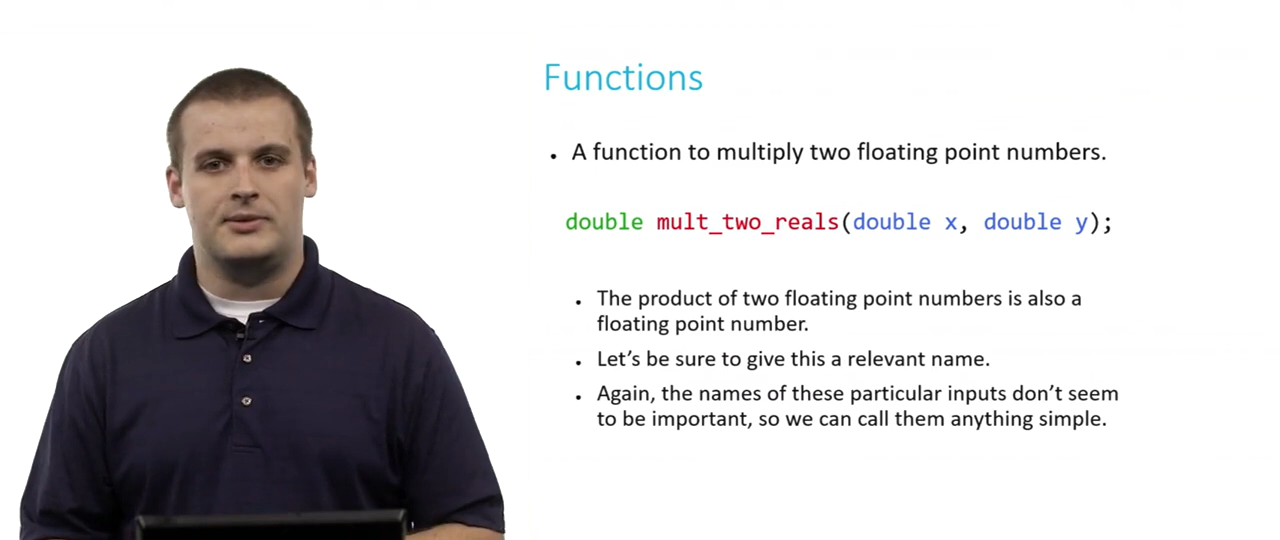 Functions
• A function to multiply two floating point numbers.
double mult_two_reals(double x, double y);
• The product of two floating point numbers is also a
floating point number.
• Let's be sure to give this a relevant name.
• Again, the names of these particular inputs don't seem
to be important, so we can call them anything simple.